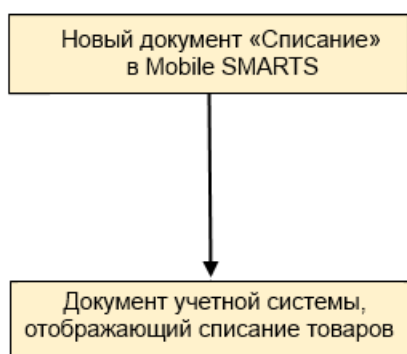 Новый документ «Списание»
в Mobile SMARTS
Документ учетной системы,
отображающий списание товаров